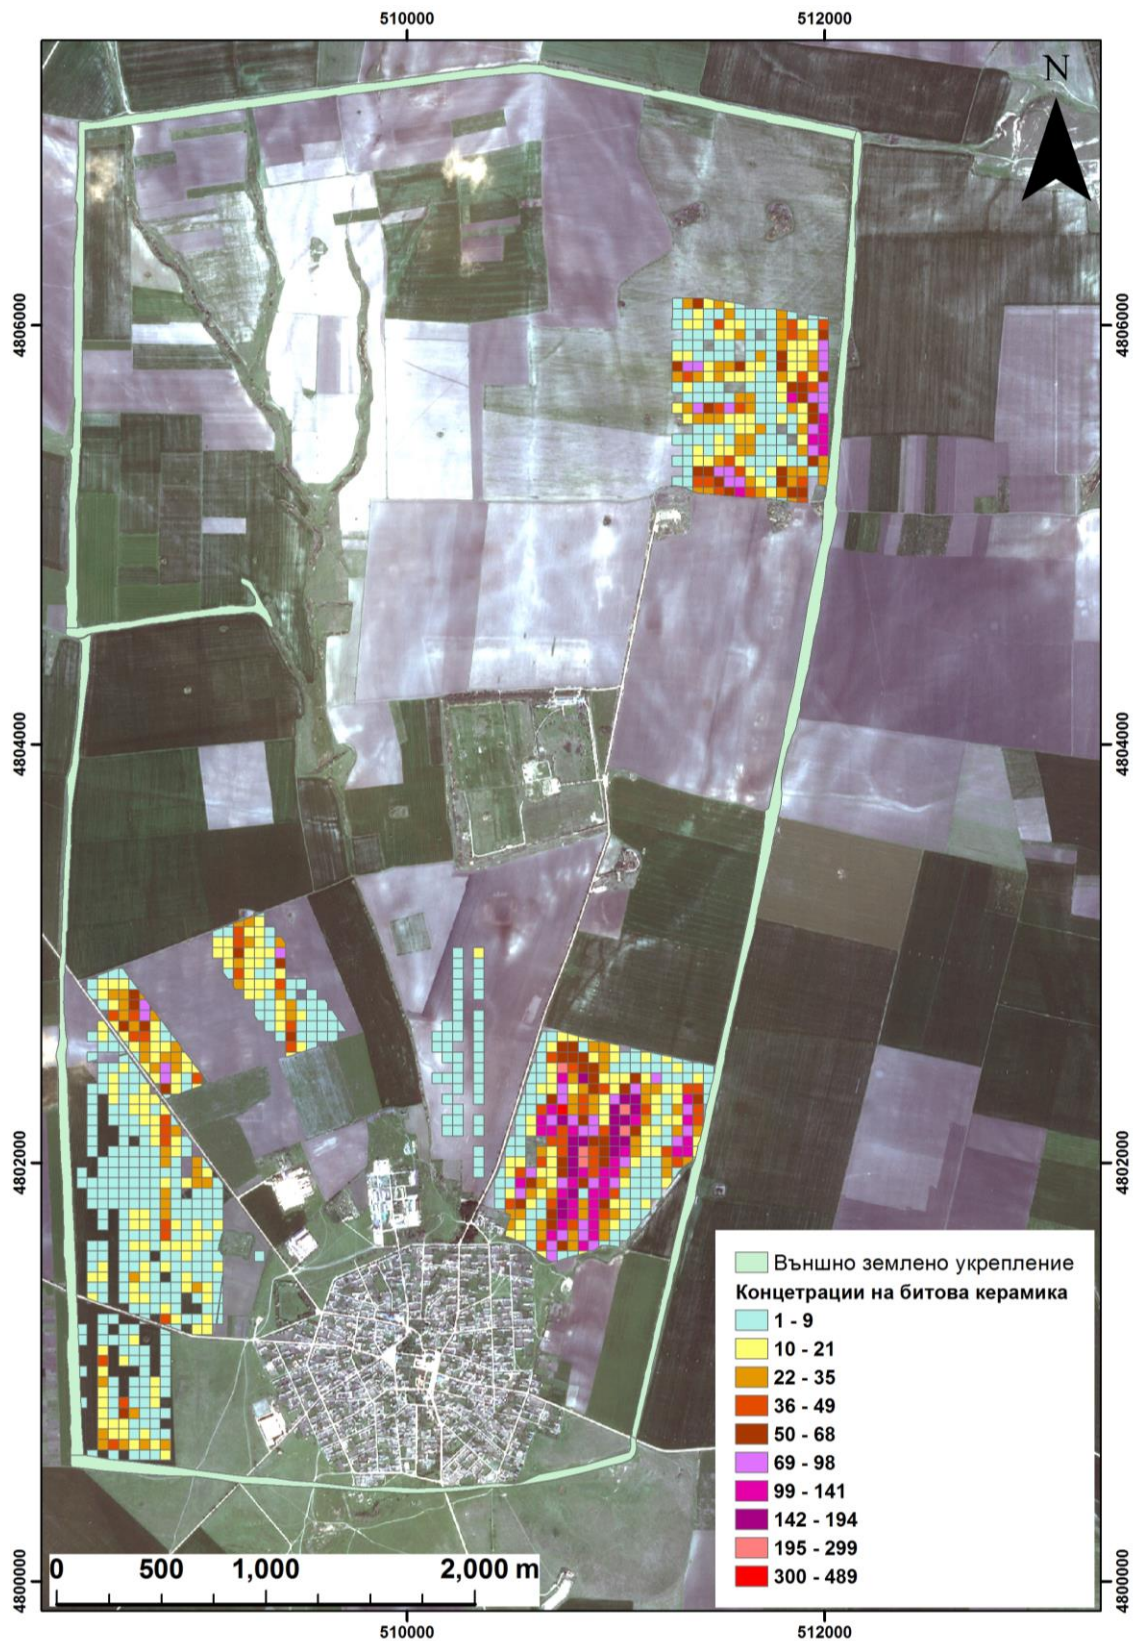 510000 512000
N
4806000 4806000
4804000 4804000
4802000 4802000
Външно землено укрепление
Концетрации на битова керамика
1 - 9
10 - 21
22 - 35
36 - 49
50 - 68
69 - 98
99 - 141
142 - 194
195 - 299
300 - 489
0 500 1,000 2,000 m
4800000 4800000
510000 512000